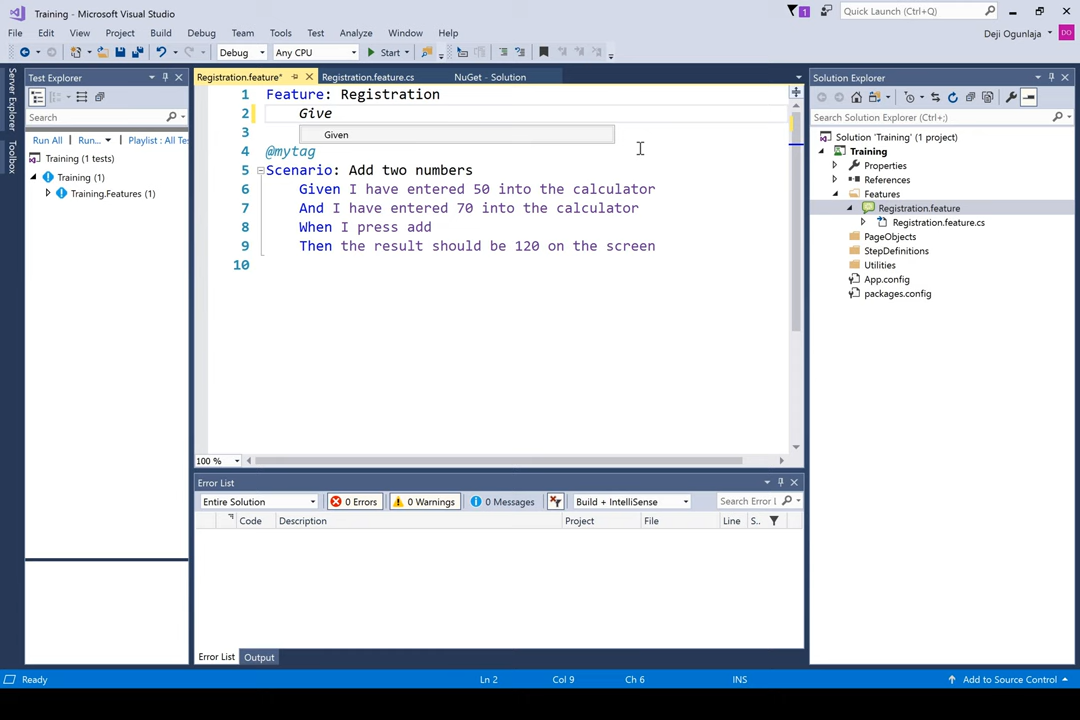 Training - Microsoft Visual Studio
1
Quick Launch (Ctrl+Q)
File Edit View Project Build Debug Team Tools Test Analyze Window Help
Deji Ogunlaja DO
Debug Any CPU Start
Server Explorer
Toolbox
Test Explorer
Search
Run All Run... Playlist : All Te
Training (1 tests)
Training (1)
Training.Features (1)
Registration.feature* Registration.feature.cs NuGet - Solution
1 Feature: Registration
2 Give
3 Given
4 @mytag
5 Scenario: Add two numbers
6 Given I have entered 50 into the calculator
7 And I have entered 70 into the calculator
8 When I press add
9 Then the result should be 120 on the screen
10
100 %
Error List
Entire Solution 0 Errors 0 Warnings 0 Messages Build + IntelliSense Search Error L
Code Description Project File Line S..
Error List Output
Solution Explorer
Search Solution Explorer (Ctrl+;)
Solution 'Training' (1 project)
Training
Properties
References
Features
Registration.feature
Registration.feature.cs
PageObjects
StepDefinitions
Utilities
App.config
packages.config
Ready Ln 2 Col 9 Ch 6 INS Add to Source Control